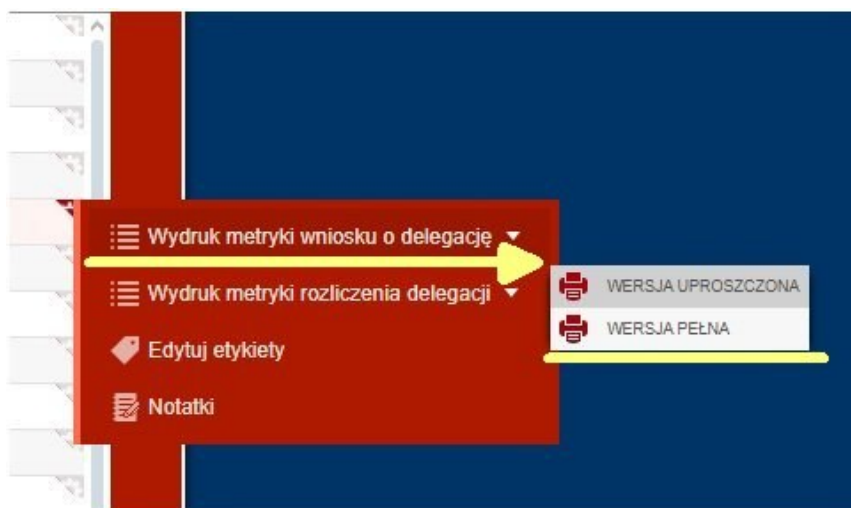 Wydruk metryki wniosku o delegację
Wydruk metryki rozliczenia delegacji
Edytuj etykiety
Notatki
WERSJA UPROSZCZONA
WERSJA PEŁNA